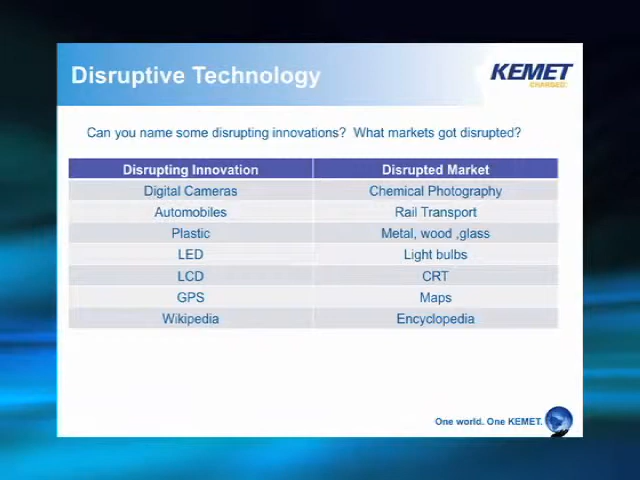 Disruptive Technology
KEMET
CHARGED.
Can you name some disrupting innovations? What markets got disrupted?
Disrupting Innovation Disrupted Market
Digital Cameras Chemical Photography
Automobiles Rail Transport
Plastic Metal, wood ,glass
LED Light bulbs
LCD CRT
GPS Maps
Wikipedia Encyclopedia
One world. One KEMET.